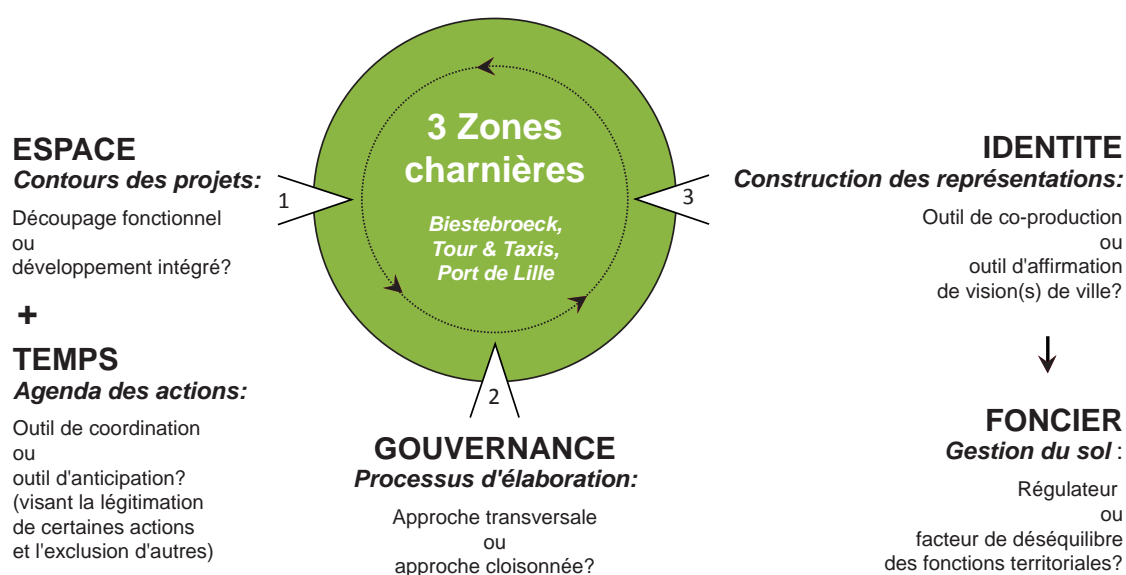 3 Zones
charnières
Biestebroeck,
Tour & Taxis,
Port de Lille
ESPACE
Contours des projets:
1
Découpage fonctionnel
ou
développement intégré?
+
TEMPS
Agenda des actions:
Outil de coordination
ou
outil d'anticipation?
(visant la légitimation
de certaines actions
et l'exclusion d'autres)
2
GOUVERNANCE
Processus d'élaboration:
Approche transversale
ou
approche cloisonnée?
3
IDENTITE
Construction des représentations:
Outil de co-production
ou
outil d'affirmation
de vision(s) de ville?
FONCIER
Gestion du sol :
Régulateur
ou
facteur de déséquilibre
des fonctions territoriales?